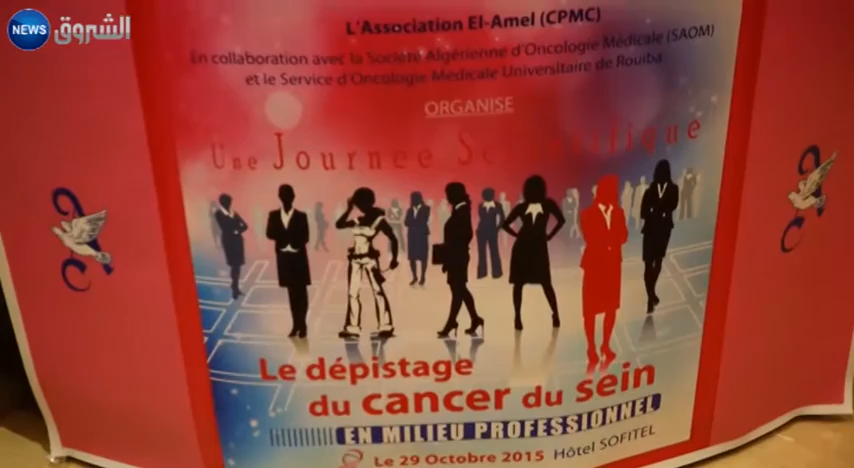 NEWS الشروق
L'Association El-Amel (CPMC)
En collaboration avec la Société Algérienne d'Oncologie Médicale (SAOM)
et le Service d'Oncologie Médicale Universitaire de Rouiba
ORGANISE
Une Journee Scientifique
Le dépistage
du cancer du sein
EN MILIEU PROFESSIONNEL
Le 29 Octobre 2015 Hôtel SOFITEL